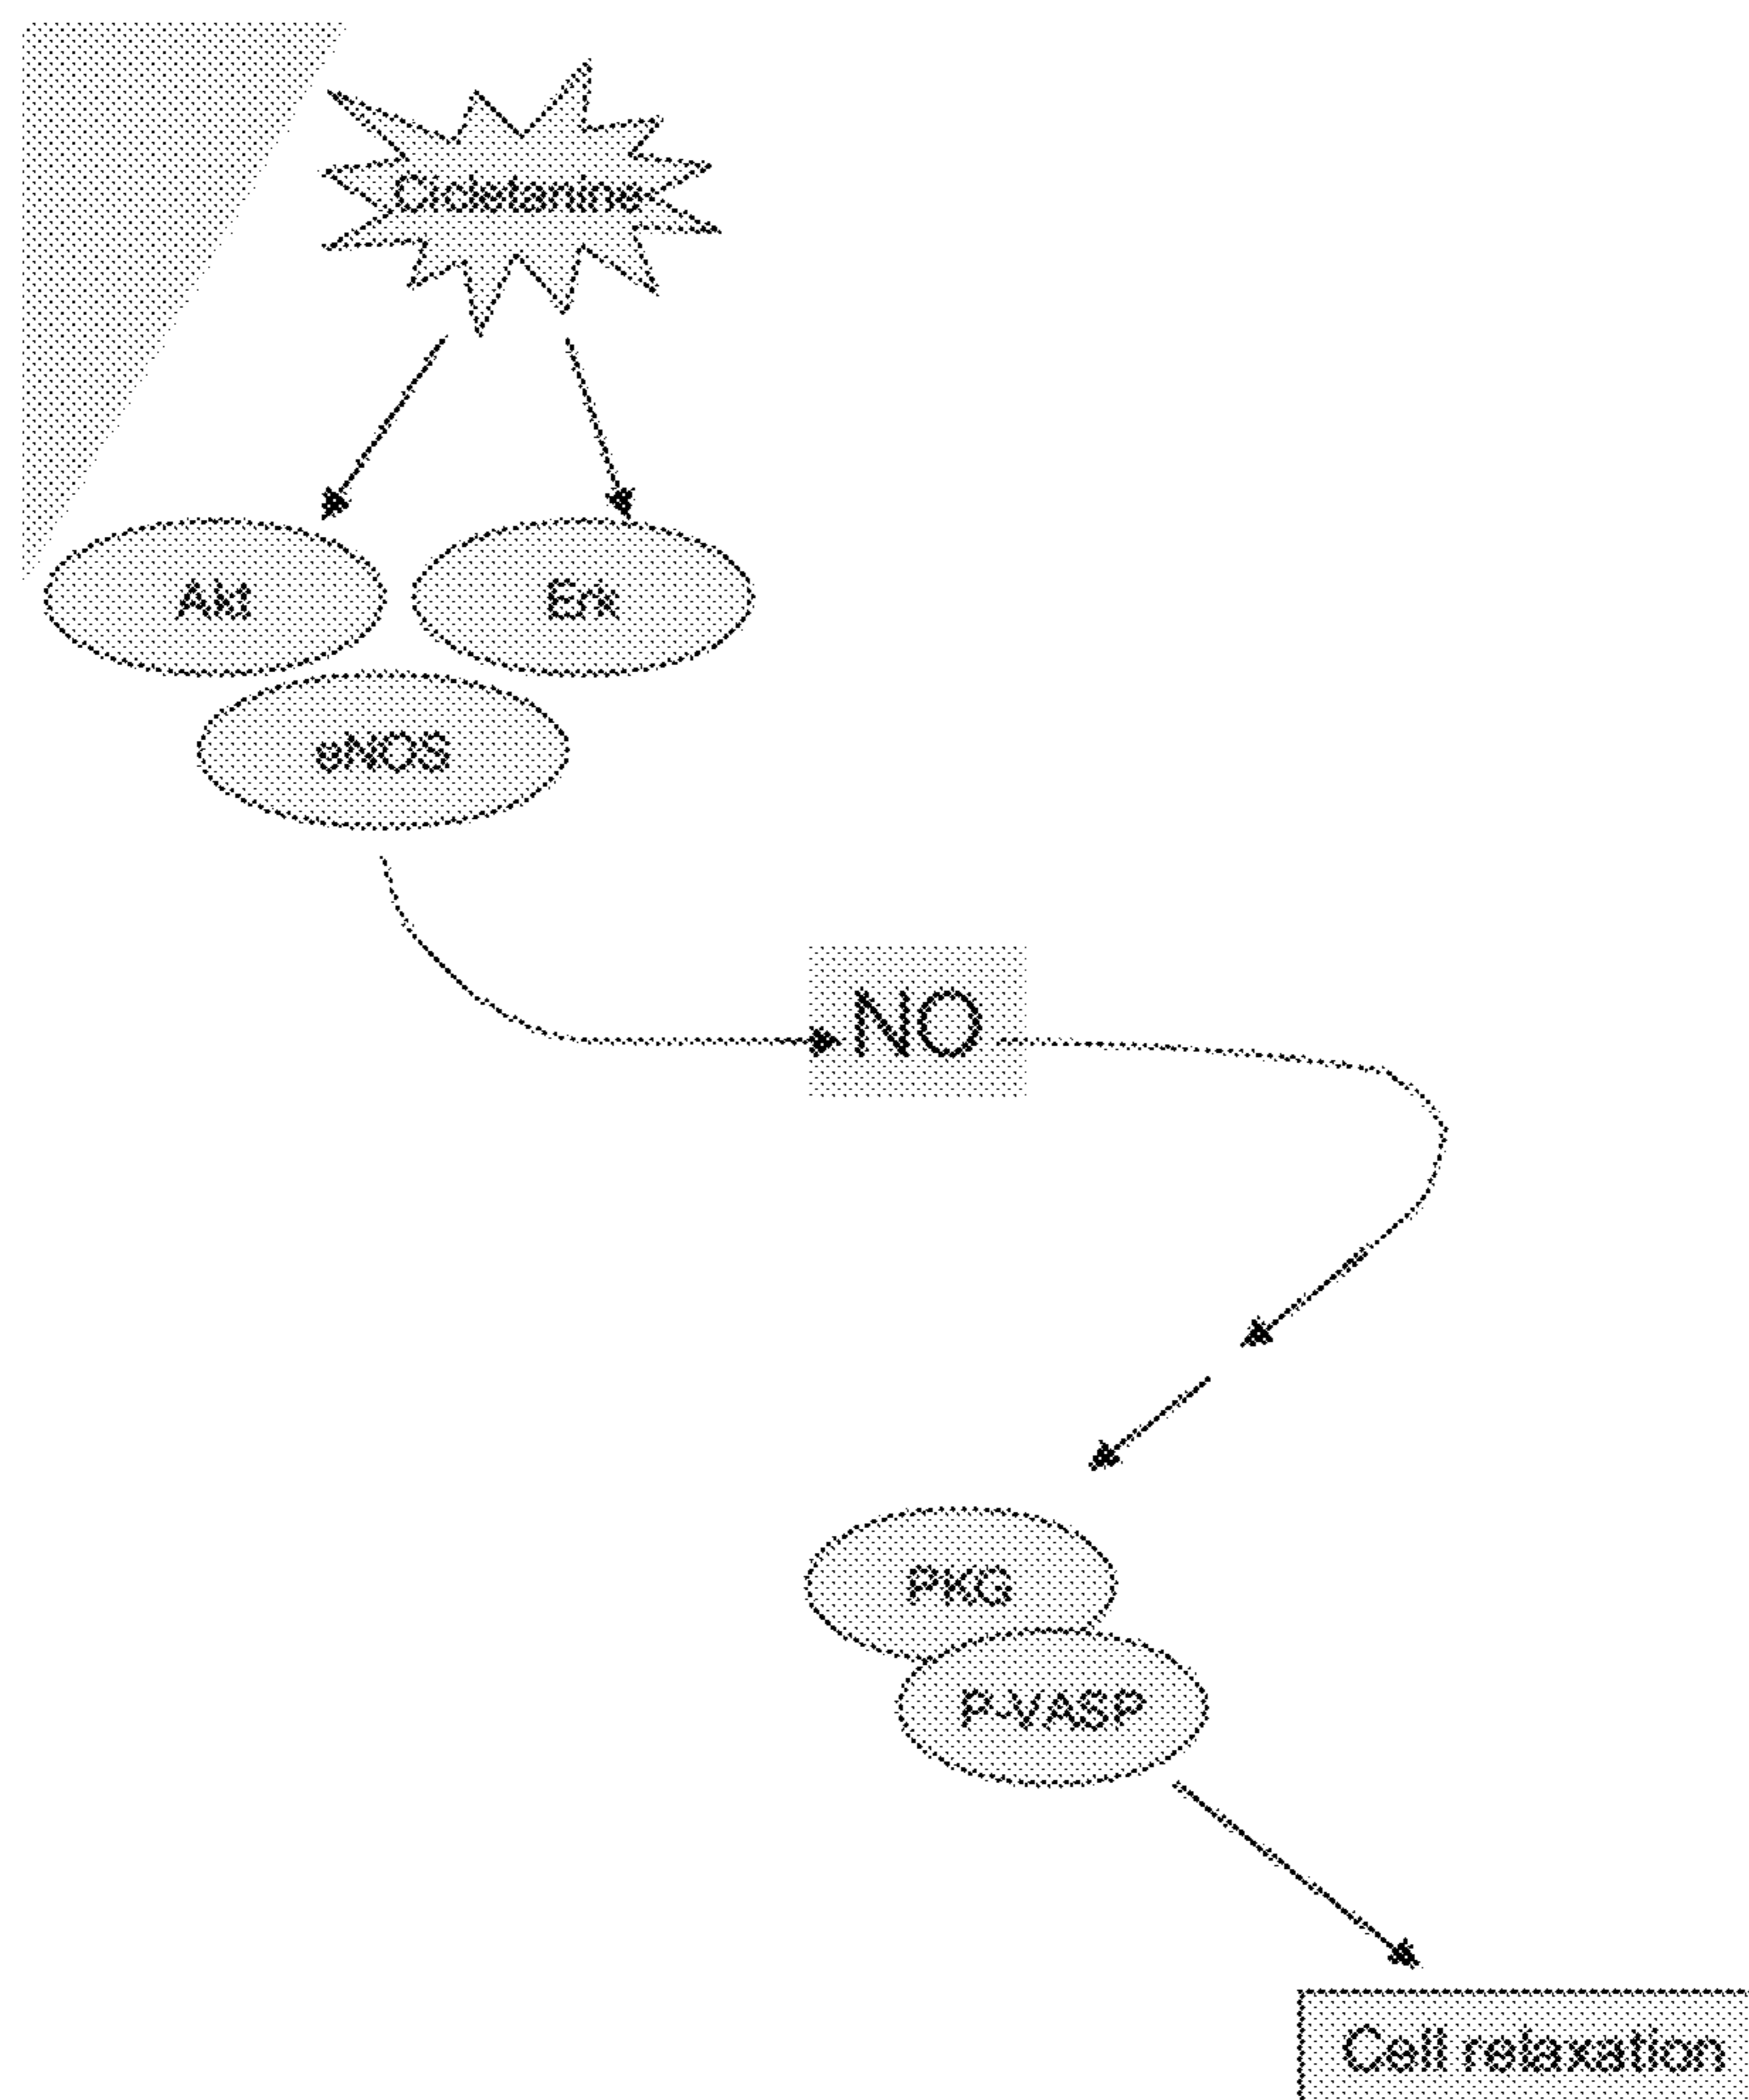 Cicletanine
Akt
Erk
eNOS
NO
PKG
P-VASP
Cell relaxation